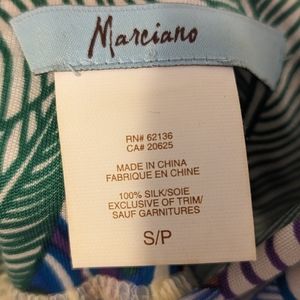 Marciano
RN# 62136
CA# 20625
MADE IN CHINA
FABRIQUE EN CHINE
100% SILK/SOIE
EXCLUSIVE OF TRIM/
SAUF GARNITURES
S/P